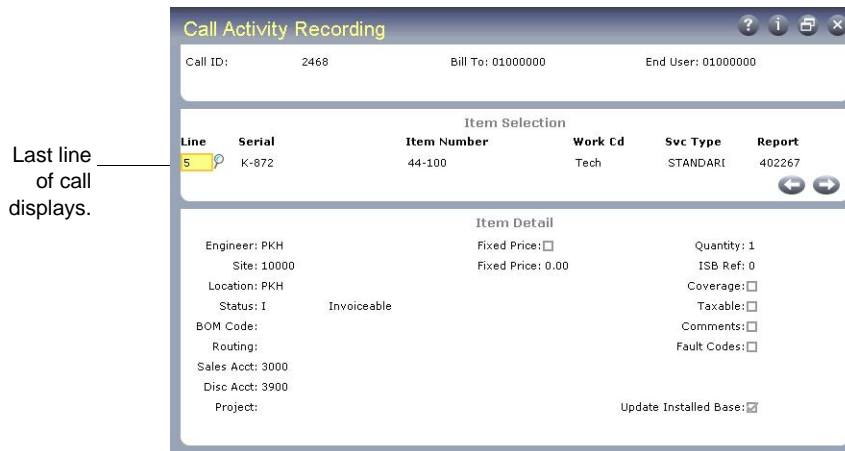 Call Activity Recording
Call ID: 2468 Bill To: 01000000 End User: 01000000
Item Selection
Line Serial Item Number Work Cd Svc Type Report
5 K-872 44-100 Tech STANDARI 402267
Last line
of call
displays.
Item Detail
Engineer: PKH Fixed Price: Quantity: 1
Site: 10000 Fixed Price: 0.00 ISB Ref: 0
Location: PKH Coverage:
Status: I Invoiceable Taxable:
BOM Code: Comments:
Routing: Fault Codes:
Sales Acct: 3000
Disc Acct: 3900
Project: Update Installed Base: